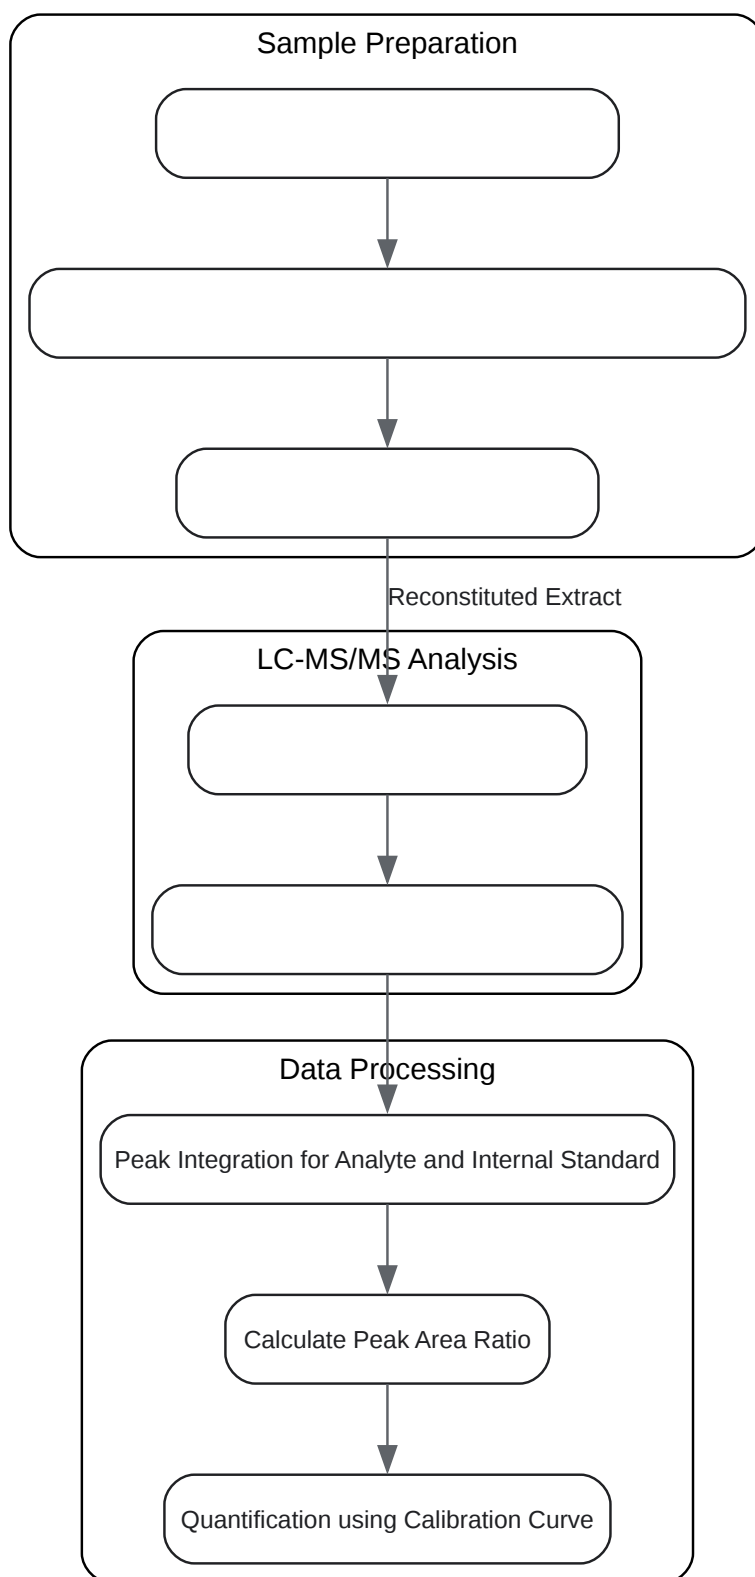 Sample Preparation
Reconstituted Extract
LC-MS/MS Analysis
Data Processing
Peak Integration for Analyte and Internal Standard
Calculate Peak Area Ratio
Quantification using Calibration Curve